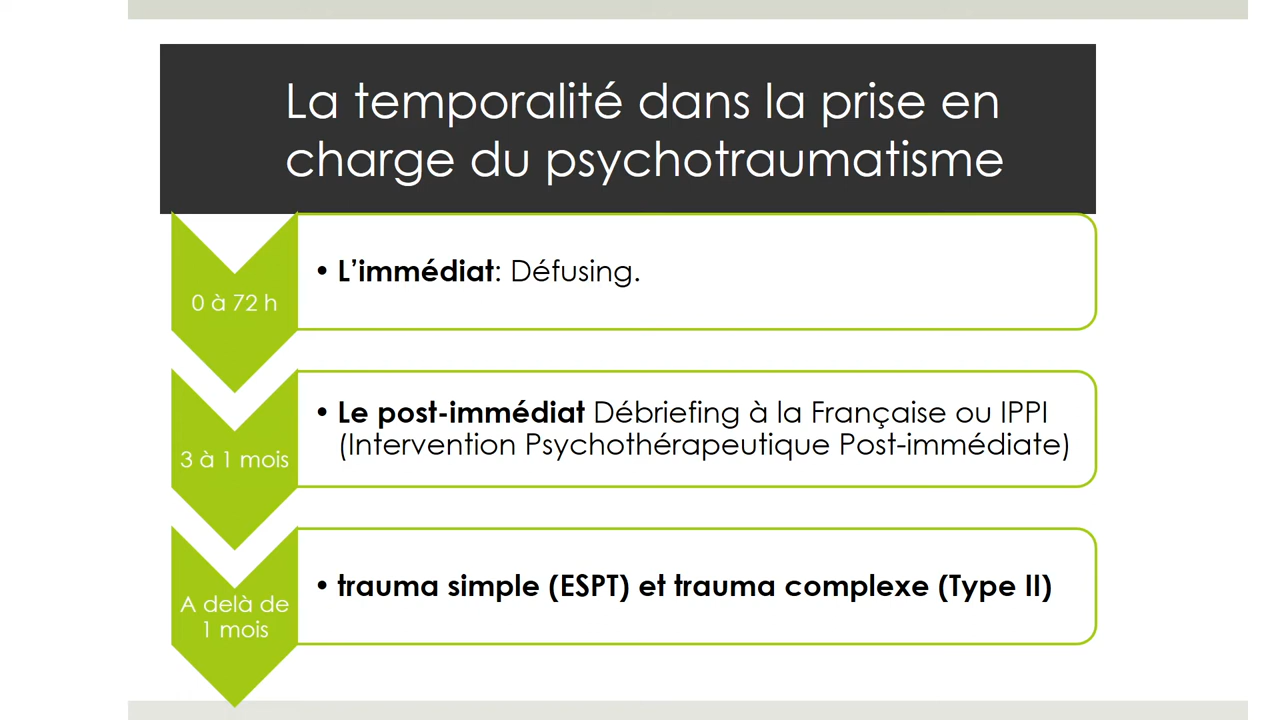 La temporalité dans la prise en
charge du psychotraumatisme
0 à 72 h
• L’immédiat: Défusing.
3 à 1 mois
• Le post-immédiat Débriefing à la Française ou IPPI
(Intervention Psychothérapeutique Post-immédiate)
A delà de
1 mois
• trauma simple (ESPT) et trauma complexe (Type II)